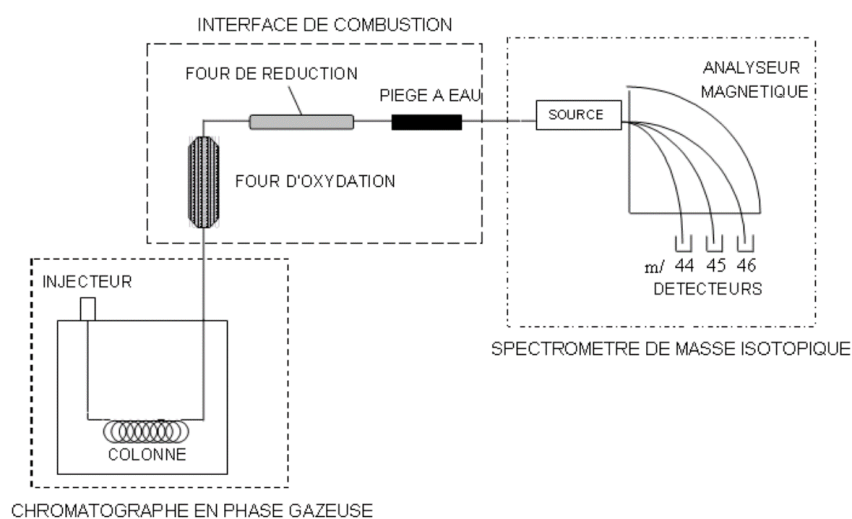 INTERFACE DE COMBUSTION
FOUR DE REDUCTION
PIEGE A EAU
FOUR D'OXYDATION
ANALYSEUR
MAGNETIQUE
SOURCE
m/ 44 45 46
DETECTEURS
SPECTROMETRE DE MASSE ISOTOPIQUE
INJECTEUR
COLONNE
CHROMATOGRAPHE EN PHASE GAZEUSE